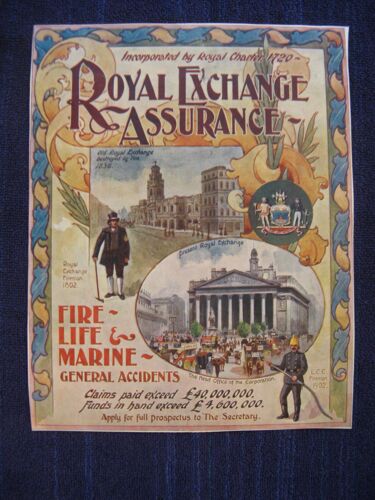 Incorporated by Royal Charter 1720~
ROYAL EXCHANGE
ASSURANCE~
Old Royal Exchange
destroyed by Fire
1838.
Present Royal Exchange
Royal
Exchange
Fireman
1802
FIRE~
LIFE &
MARINE~
GENERAL ACCIDENTS
The Head Office of the Corporation.
L.C.C.
Fireman
1902.
Claims paid exceed £40,000,000.
Funds in hand exceed £4,600,000.
Apply for full prospectus to The Secretary.